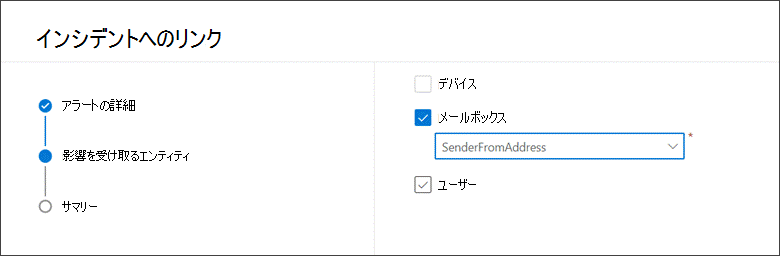 インシデントへのリンク
アラートの詳細
影響を受け取るエンティティ
サマリー
デバイス
メールボックス
SenderFromAddress
*
ユーザー